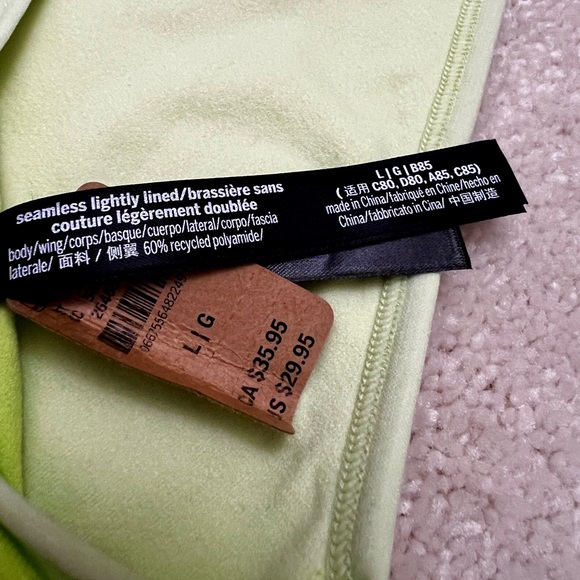 seamless lightly lined/brassière sans
couture légèrement doublée
body/wing/corps/basque/cuerpo/lateral/corpo/fascia
laterale/ 面料 / 侧翼 60% recycled polyamide/
L|G|B85
(适用 C80, D80, A85, C85)
made in China/fabriqué en Chine/hecho en
China/fabbricato in Cina/ 中国制造
L | G
CA $35.95
US $29.95